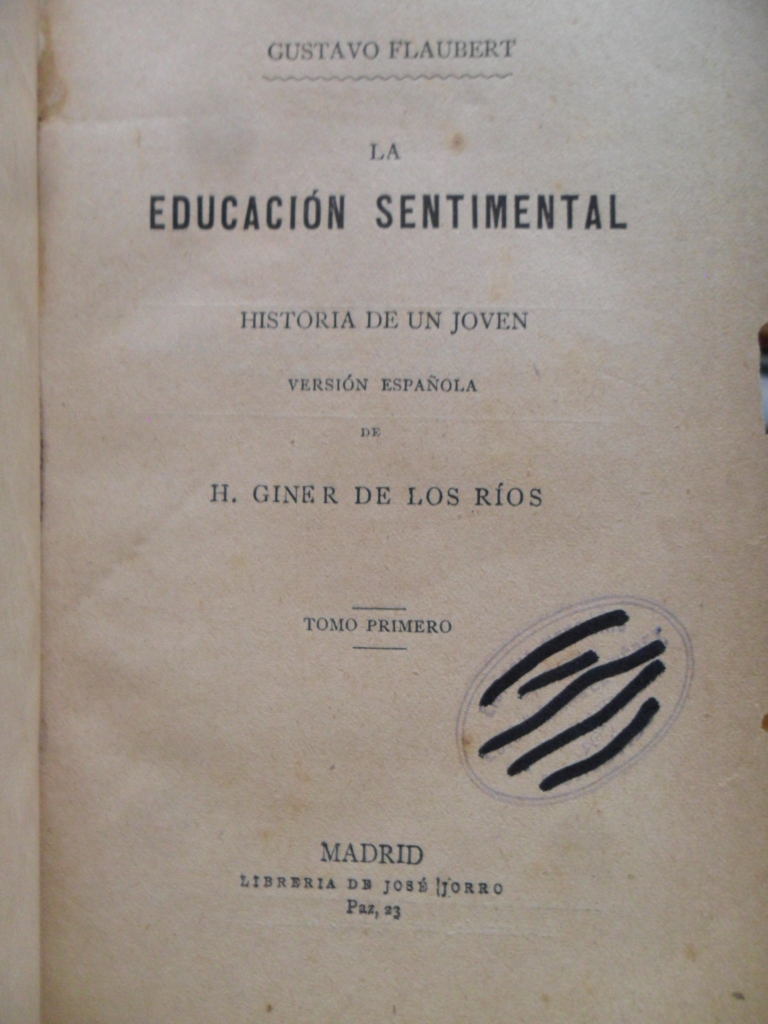 GUSTAVO FLAUBERT
LA
EDUCACIÓN SENTIMENTAL
HISTORIA DE UN JOVEN
VERSIÓN ESPAÑOLA
DE
H. GINER DE LOS RÍOS
TOMO PRIMERO
MADRID
LIBRERIA DE JOSÉ JORRO
Paz, 23